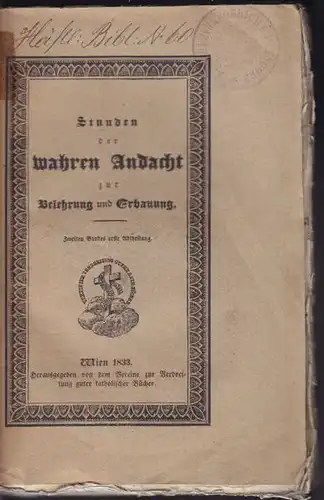 Bibl. No 60
Stunden
der
wahren Andacht
zur
Belehrung und Erbauung.
Zweiten Bandes erste Abtheilung.
Wien 1833.
Herausgegeben von dem Vereine zur Verbrei-
tung guter katholischer Bücher.